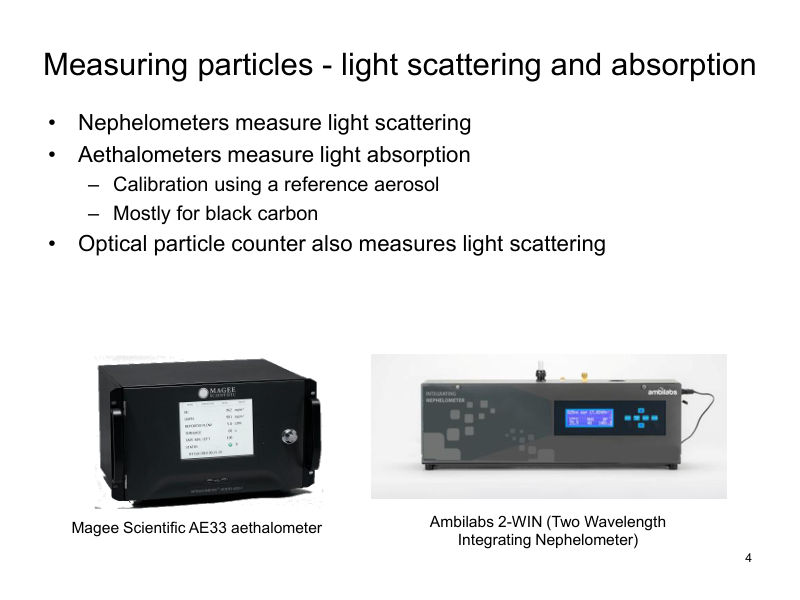 Measuring particles - light scattering and absorption
• Nephelometers measure light scattering
• Aethalometers measure light absorption
– Calibration using a reference aerosol
– Mostly for black carbon
• Optical particle counter also measures light scattering
MAGEE
SCIENTIFIC
INTEGRATING
NEPHELOMETER
ambilabs
Magee Scientific AE33 aethalometer
Ambilabs 2-WIN (Two Wavelength
Integrating Nephelometer)
4